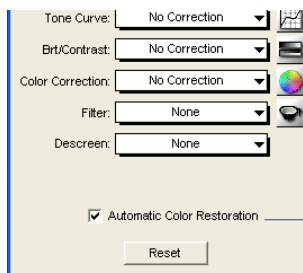 Tone Curve: No Correction
Brt/Contrast: No Correction
Color Correction: No Correction
Filter: None
Descreen: None
Automatic Color Restoration
Reset